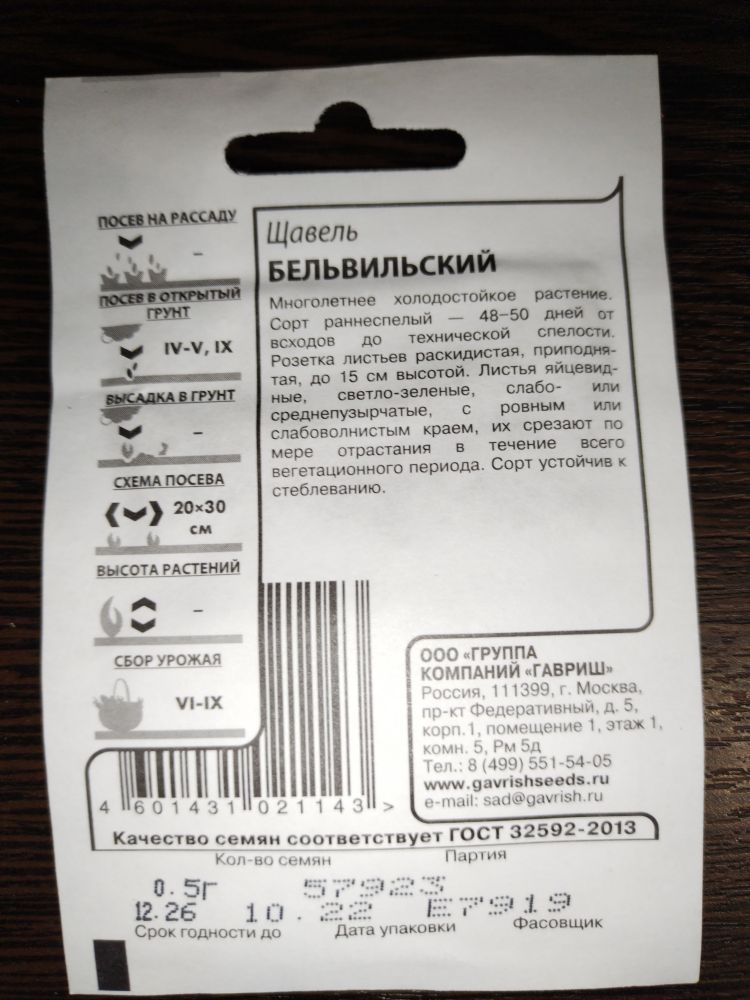 ПОСЕВ НА РАССАДУ
–
ПОСЕВ В ОТКРЫТЫЙ
ГРУНТ
IV-V, IX
ВЫСАДКА В ГРУНТ
–
СХЕМА ПОСЕВА
20×30
см
ВЫСОТА РАСТЕНИЙ
–
СБОР УРОЖАЯ
VI-IX
Щавель
БЕЛЬВИЛЬСКИЙ
Многолетнее холодостойкое растение.
Сорт раннеспелый — 48–50 дней от
всходов до технической спелости.
Розетка листьев раскидистая, приподня-
тая, до 15 см высотой. Листья яйцевид-
ные, светло-зеленые, слабо- или
среднепузырчатые, с ровным или
слабоволнистым краем, их срезают по
мере отрастания в течение всего
вегетационного периода. Сорт устойчив к
стеблеванию.
ООО «ГРУППА
КОМПАНИЙ «ГАВРИШ»
Россия, 111399, г. Москва,
пр-кт Федеративный, д. 5,
корп.1, помещение 1, этаж 1,
комн. 5, Рм 5д
Тел.: 8 (499) 551-54-05
www.gavrishseeds.ru
e-mail: sad@gavrish.ru
4 601431 021143 >
Качество семян соответствует ГОСТ 32592-2013
Кол-во семян Партия
0.5г 57923
12.26 10.22 Е7919
Срок годности до Дата упаковки Фасовщик